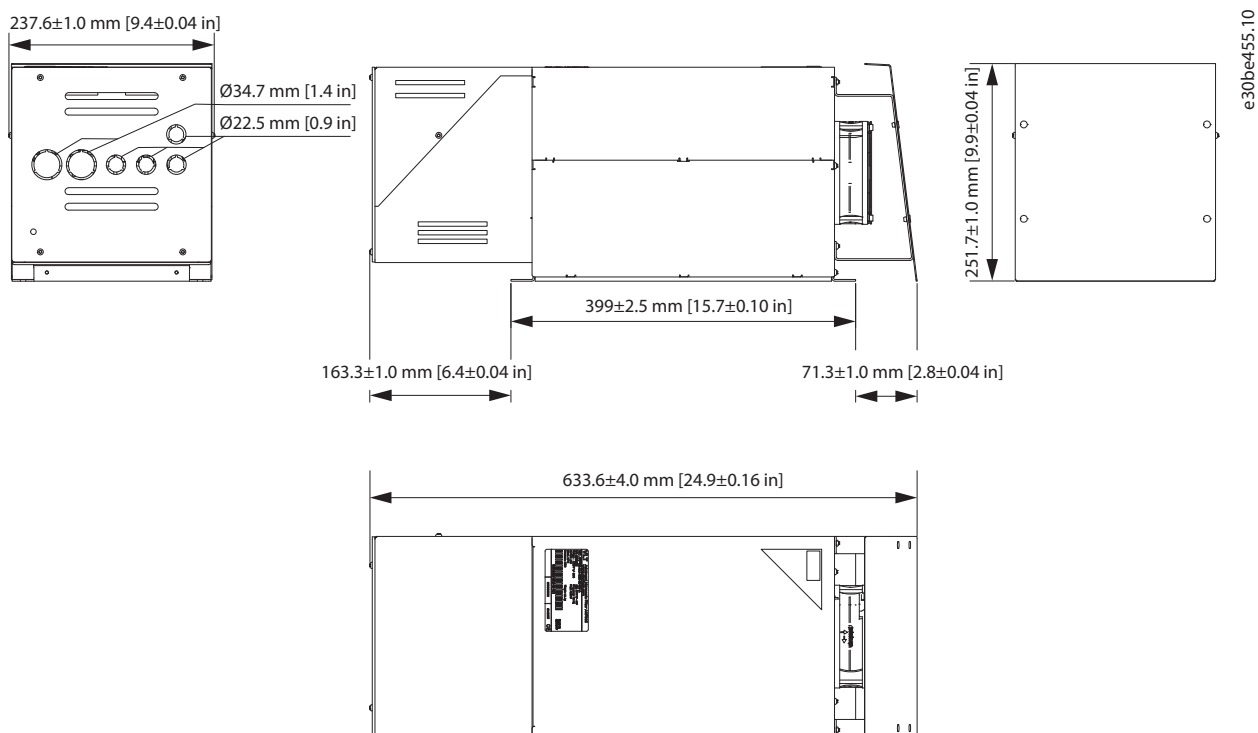 237.6±1.0 mm [9.4±0.04 in]
Ø34.7 mm [1.4 in]
Ø22.5 mm [0.9 in]
399±2.5 mm [15.7±0.10 in]
163.3±1.0 mm [6.4±0.04 in]
71.3±1.0 mm [2.8±0.04 in]
251.7±1.0 mm [9.9±0.04 in]
e30be455.10
633.6±4.0 mm [24.9±0.16 in]